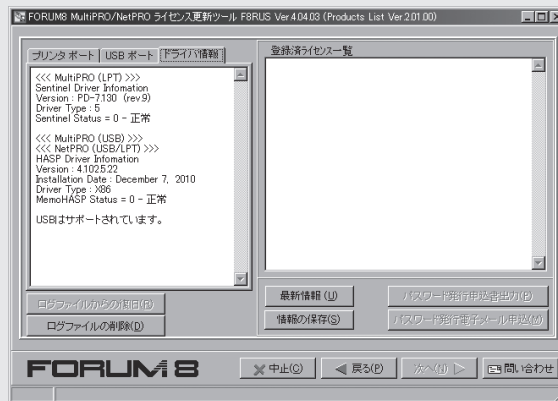 FORUM8 MultiPRO/NetPRO ライセンス更新ツール F8RUS Ver 4.04.03 (Products List Ver 2.01.00)
プリンタ ポート
USB ポート
ドライバ情報
<<< MultiPRO (LPT) >>>
Sentinel Driver Infomation
Version : PD-7.130 (rev.9)
Driver Type : 5
Sentinel Status = 0 - 正常
<<< MultiPRO (USB) >>>
<<< NetPRO (USB/LPT) >>>
HASP Driver Infomation
Version : 4.102.5.22
Installation Date : December 7, 2010
Driver Type : X86
MemoHASP Status = 0 - 正常
USBはサポートされています。
ログファイルからの復旧(R)
ログファイルの削除(D)
登録済ライセンス一覧
最新情報 (U)
パスワード発行申込書出力(P)
情報の保存(S)
パスワード発行電子メール申込(M)
FORUM8
中止(C)
戻る(P)
次へ(N)
問い合わせ